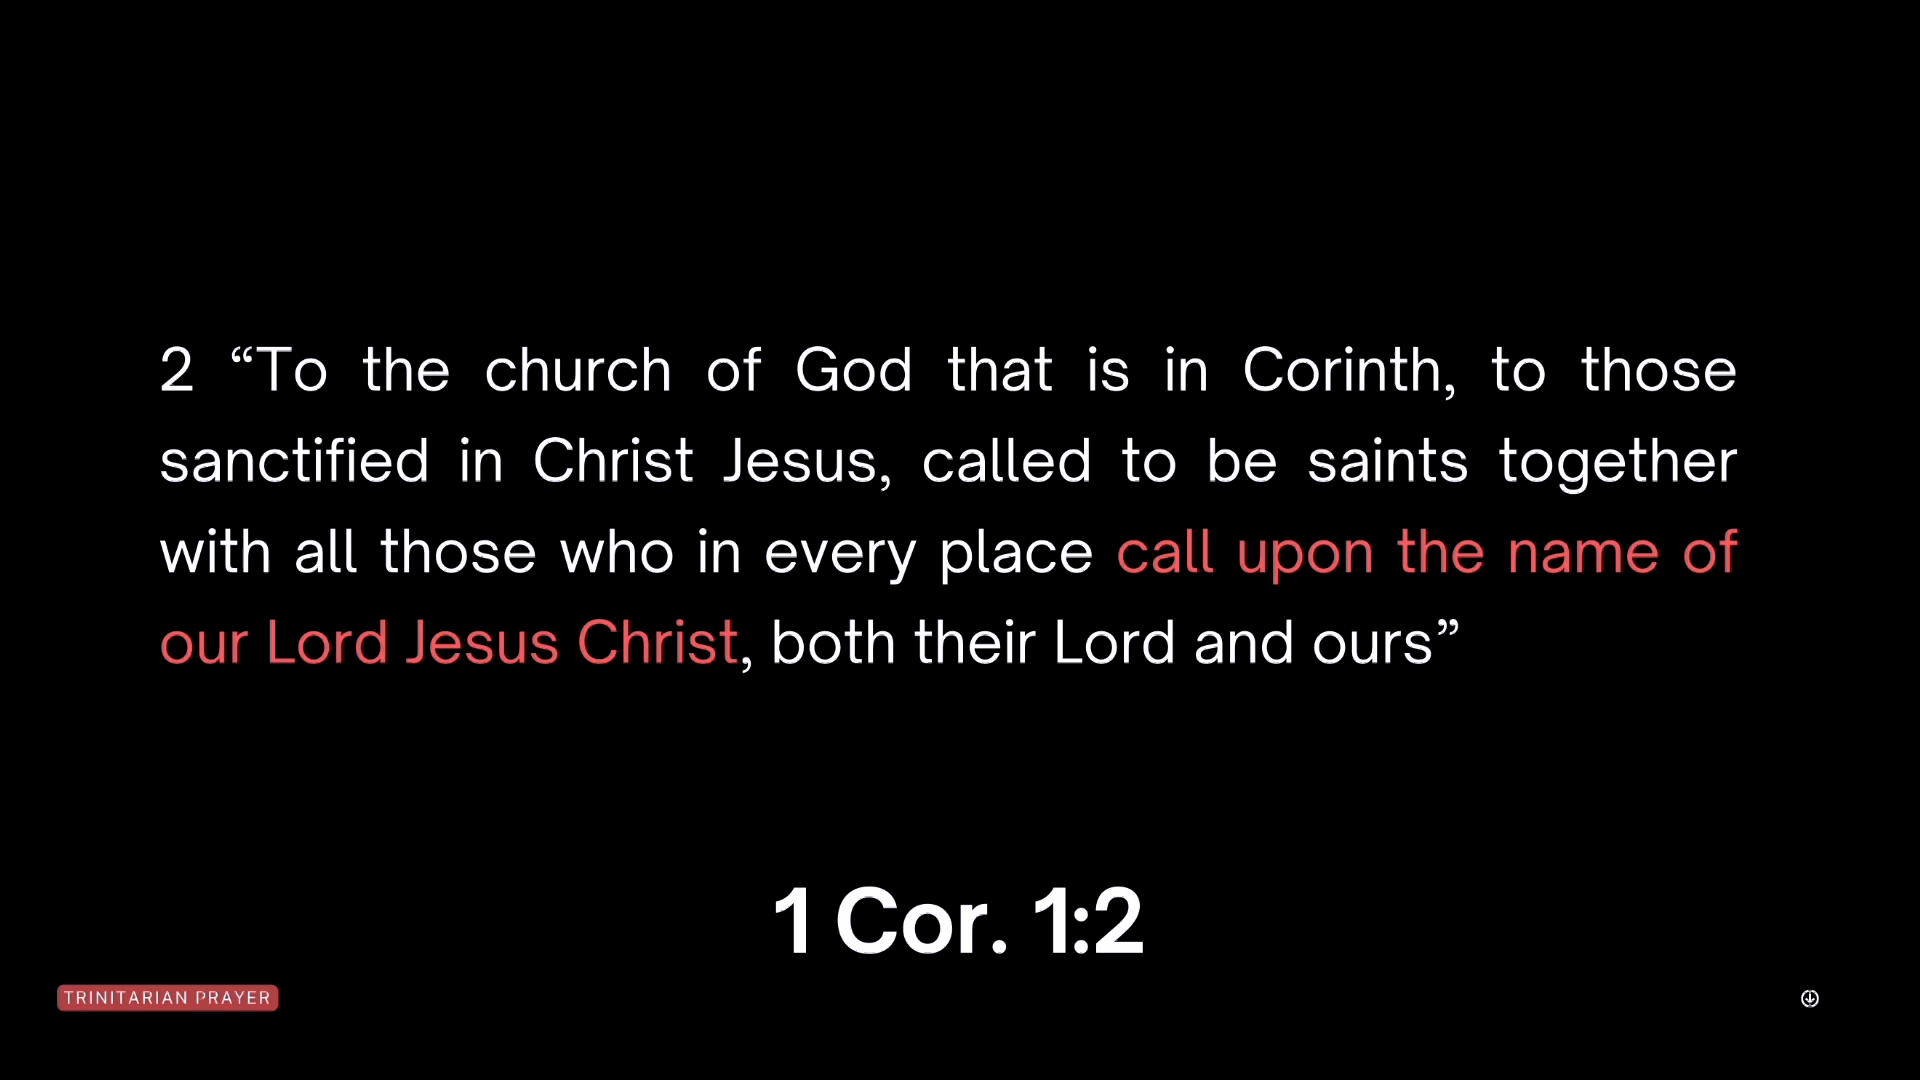 2 “To the church of God that is in Corinth, to those
sanctified in Christ Jesus, called to be saints together
with all those who in every place call upon the name of
our Lord Jesus Christ, both their Lord and ours”
1 Cor. 1:2
TRINITARIAN PRAYER